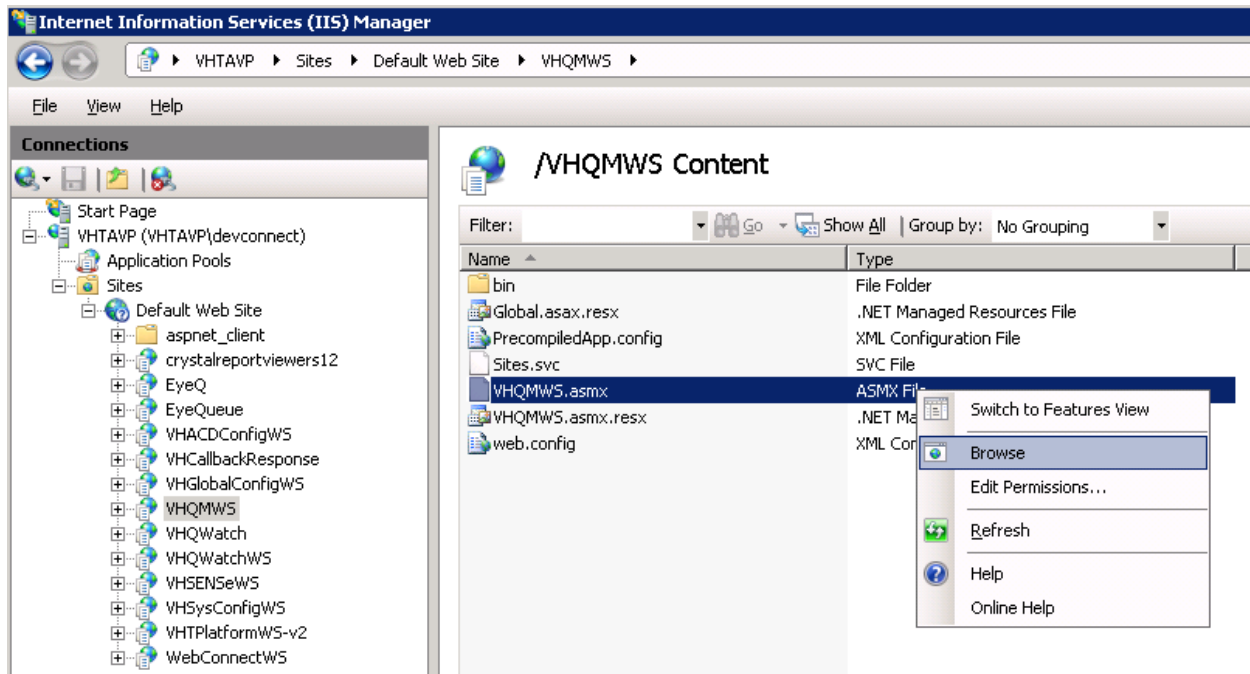 Internet Information Services (IIS) Manager
VHTAVP Sites Default Web Site VHQMWS
File View Help
Connections
Start Page
VHTAVP (VHTAVP\devconnect)
Application Pools
Sites
Default Web Site
aspnet_client
crystalreportviewers12
EyeQ
EyeQueue
VHACDConfigWS
VHCallbackResponse
VHGlobalConfigWS
VHQMWS
VHQWatch
VHQWatchWS
VHSENSeWS
VHSysConfigWS
VHTPlatformWS-v2
WebConnectWS
/VHQMWS Content
Filter: Go Show All Group by: No Grouping
Name Type
bin File Folder
Global.asax.resx .NET Managed Resources File
PrecompiledApp.config XML Configuration File
Sites.svc SVC File
VHQMWS.asmx ASMX File
VHQMWS.asmx.resx .NET Ma
web.config XML Cor
Switch to Features View
Browse
Edit Permissions...
Refresh
Help
Online Help